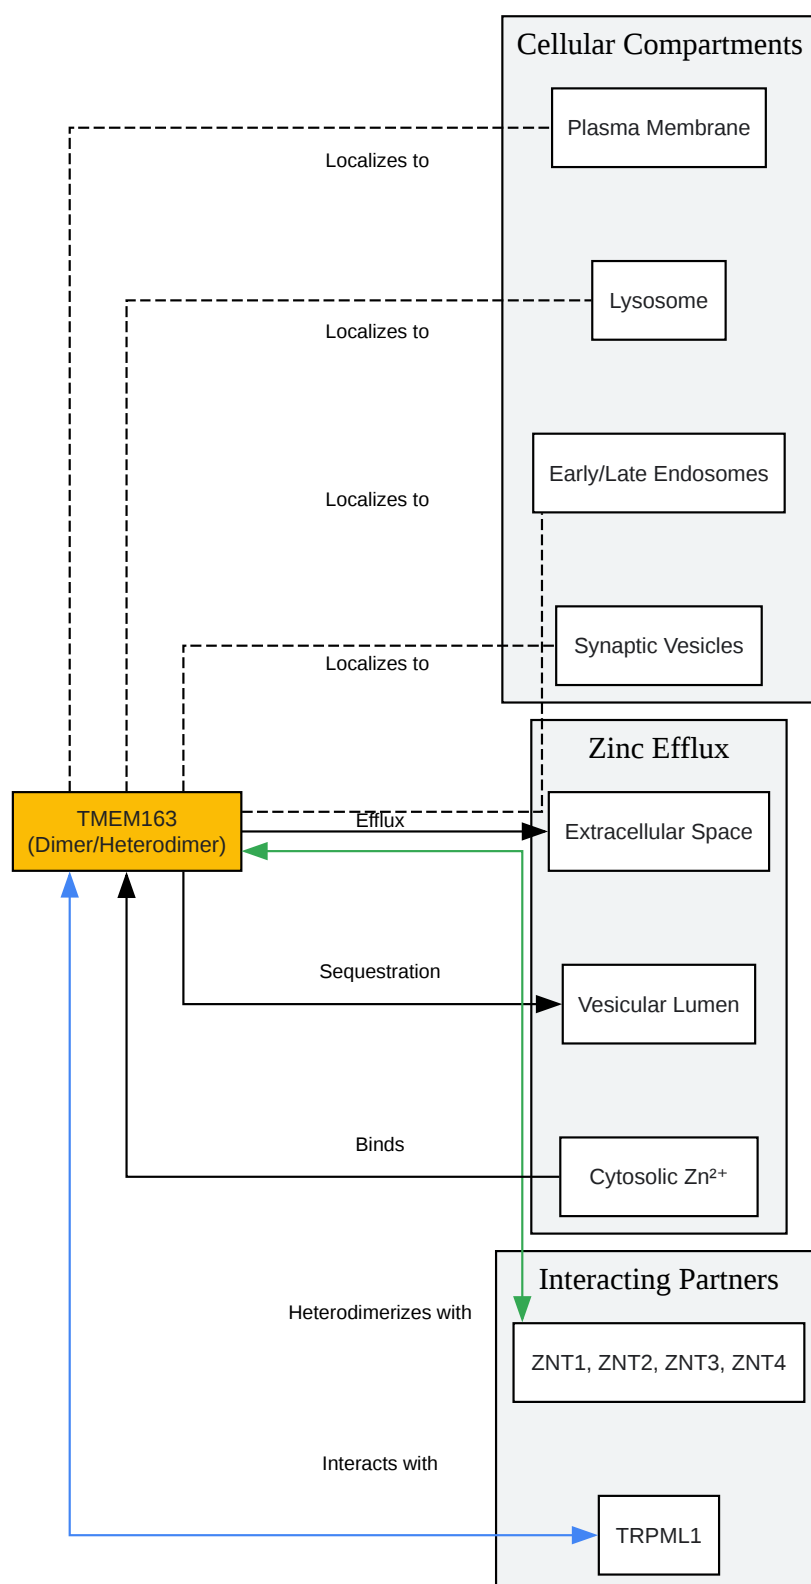 Cellular Compartments
Plasma Membrane
Localizes to
Lysosome
Localizes to
Early/Late Endosomes
Localizes to
Synaptic Vesicles
Localizes to
Zinc Efflux
TMEM163
(Dimer/Heterodimer)
Efflux
Extracellular Space
Sequestration
Vesicular Lumen
Binds
Cytosolic Zn²⁺
Interacting Partners
Heterodimerizes with
ZNT1, ZNT2, ZNT3, ZNT4
Interacts with
TRPML1